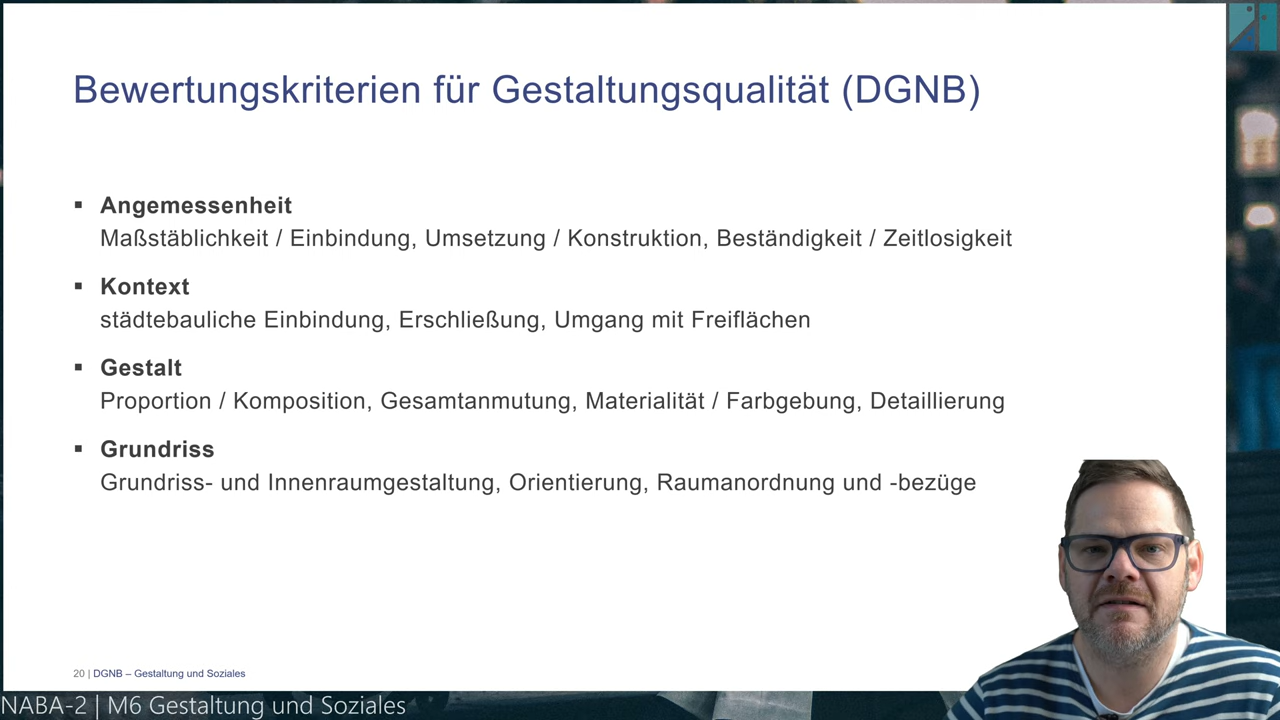 Bewertungskriterien für Gestaltungsqualität (DGNB)
▪ Angemessenheit
Maßstäblichkeit / Einbindung, Umsetzung / Konstruktion, Beständigkeit / Zeitlosigkeit
▪ Kontext
städtebauliche Einbindung, Erschließung, Umgang mit Freiflächen
▪ Gestalt
Proportion / Komposition, Gesamtanmutung, Materialität / Farbgebung, Detaillierung
▪ Grundriss
Grundriss- und Innenraumgestaltung, Orientierung, Raumanordnung und -bezüge
20 | DGNB – Gestaltung und Soziales
NABA-2 | M6 Gestaltung und Soziales